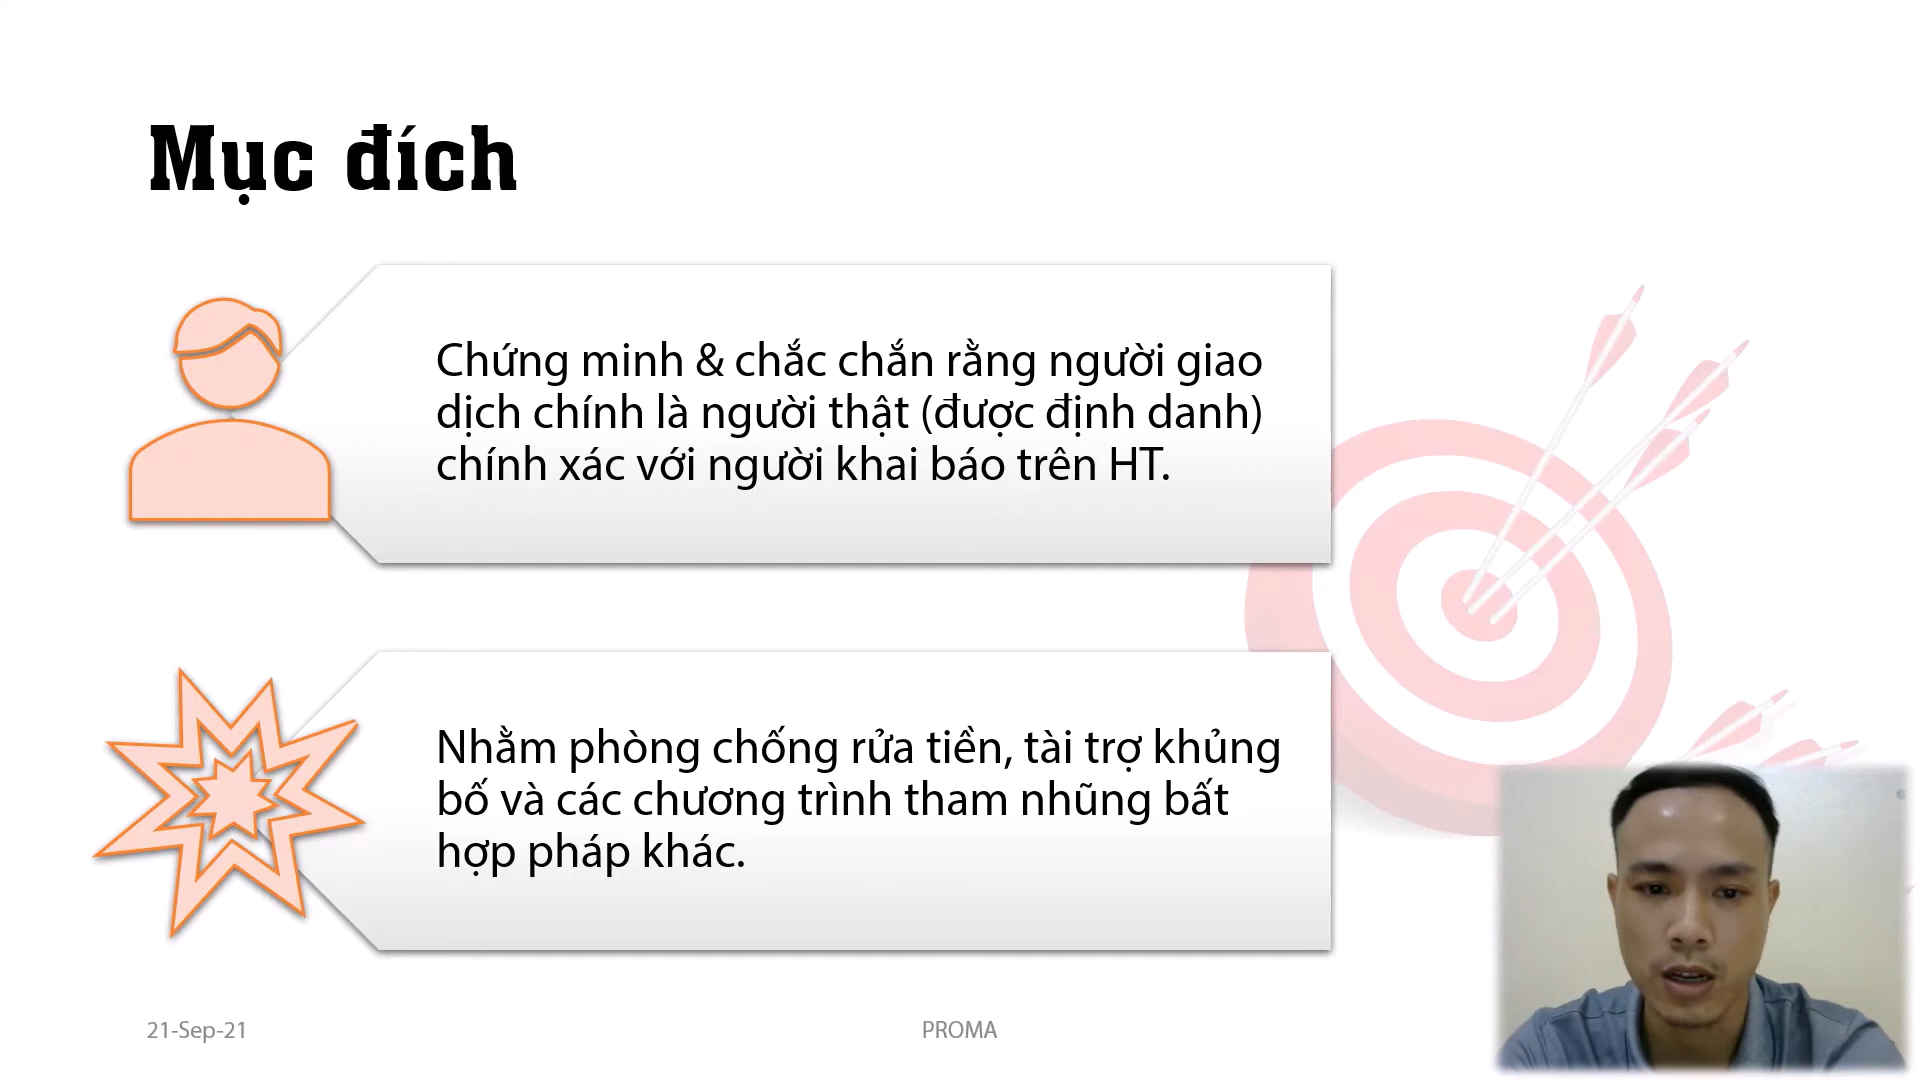 Mục đích
Chứng minh & chắc chắn rằng người giao
dịch chính là người thật (được định danh)
chính xác với người khai báo trên HT.
Nhằm phòng chống rửa tiền, tài trợ khủng
bố và các chương trình tham nhũng bất
hợp pháp khác.
21-Sep-21
PROMA